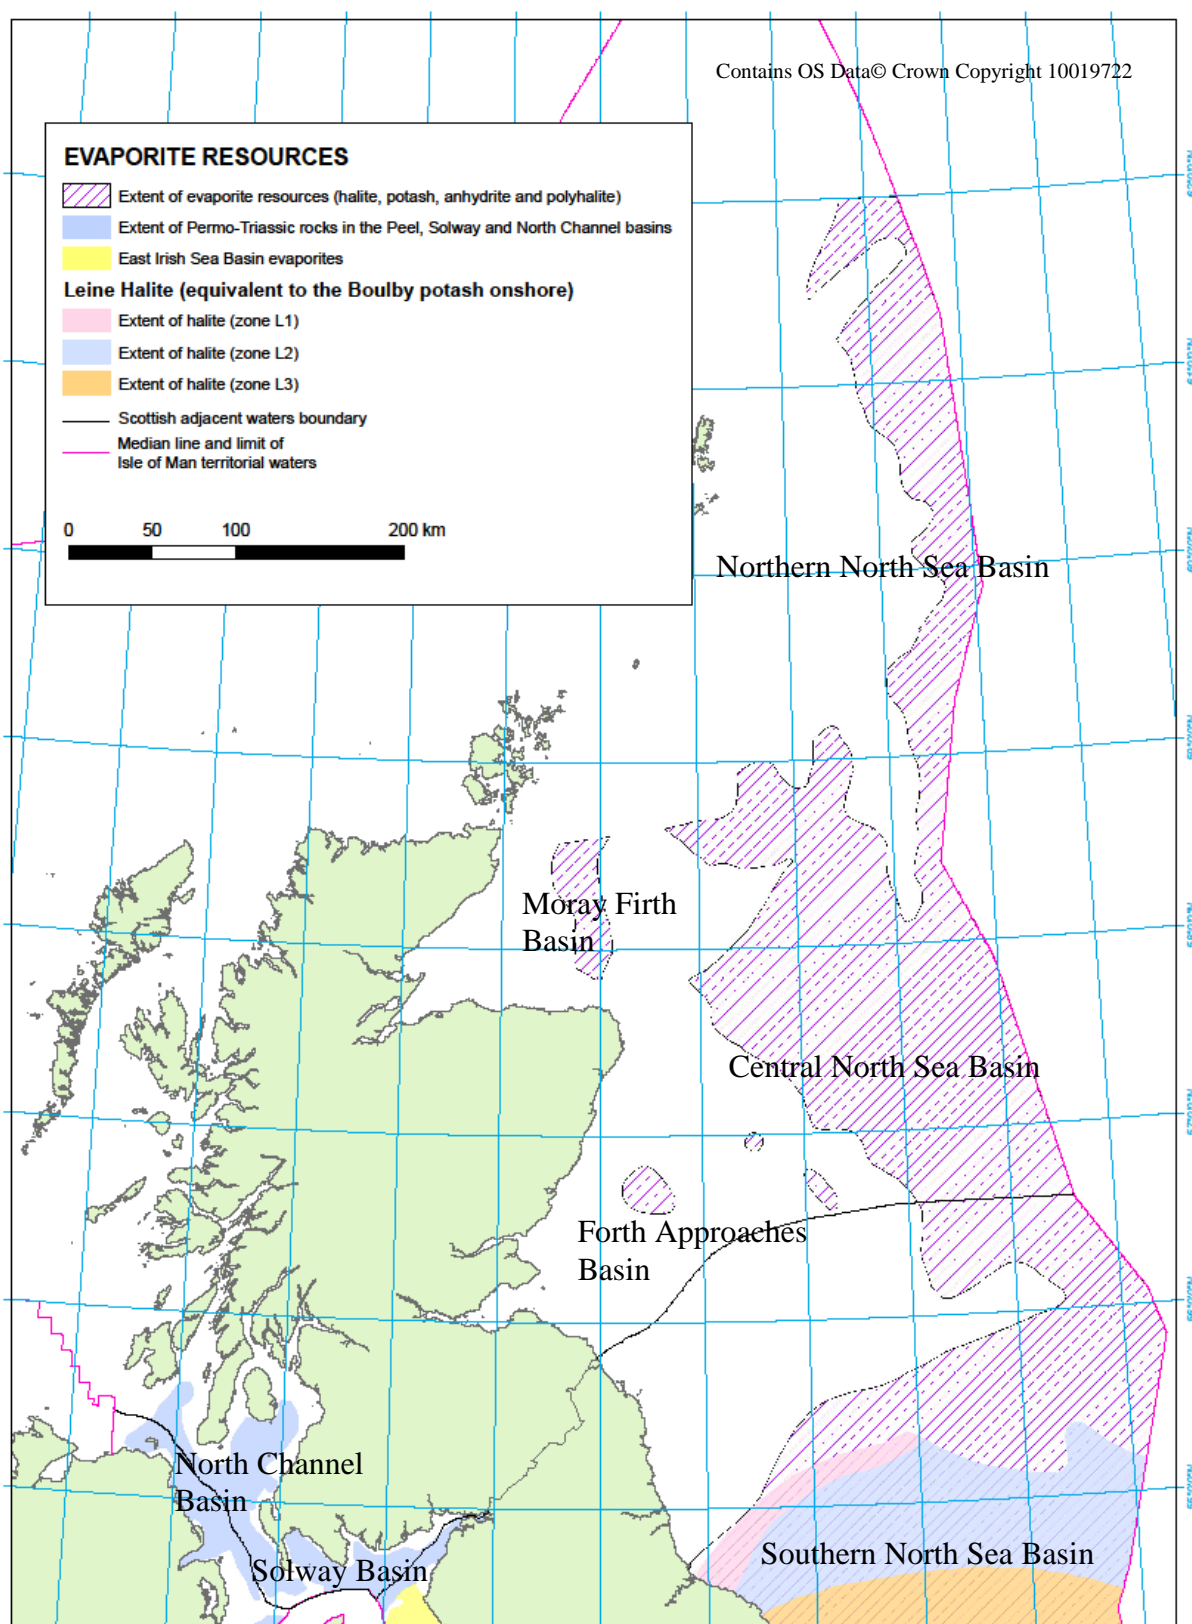 Contains OS Data© Crown Copyright 10019722
EVAPORITE RESOURCES
Extent of evaporite resources (halite, potash, anhydrite and polyhalite)
Extent of Permo-Triassic rocks in the Peel, Solway and North Channel basins
East Irish Sea Basin evaporites
Leine Halite (equivalent to the Boulby potash onshore)
Extent of halite (zone L1)
Extent of halite (zone L2)
Extent of halite (zone L3)
Scottish adjacent waters boundary
Median line and limit of
Isle of Man territorial waters
0 50 100 200 km
Northern North Sea Basin
Moray Firth
Basin
Central North Sea Basin
Forth Approaches
Basin
North Channel
Basin
Solway Basin
Southern North Sea Basin